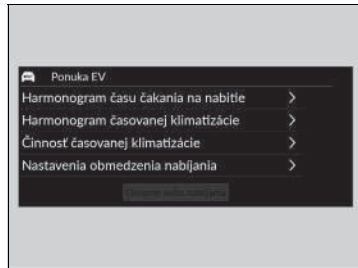 Ponuka EV
Harmonogram času čakania na nabitie
Harmonogram časovanej klimatizácie
Činnosť časovanej klimatizácie
Nastavenia obmedzenia nabíjania